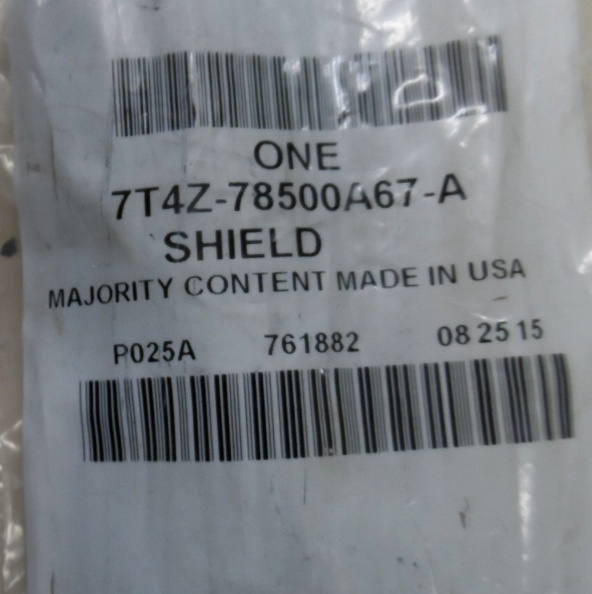 ONE
7T4Z-78500A67-A
SHIELD
MAJORITY CONTENT MADE IN USA
P025A 761882 08 25 15